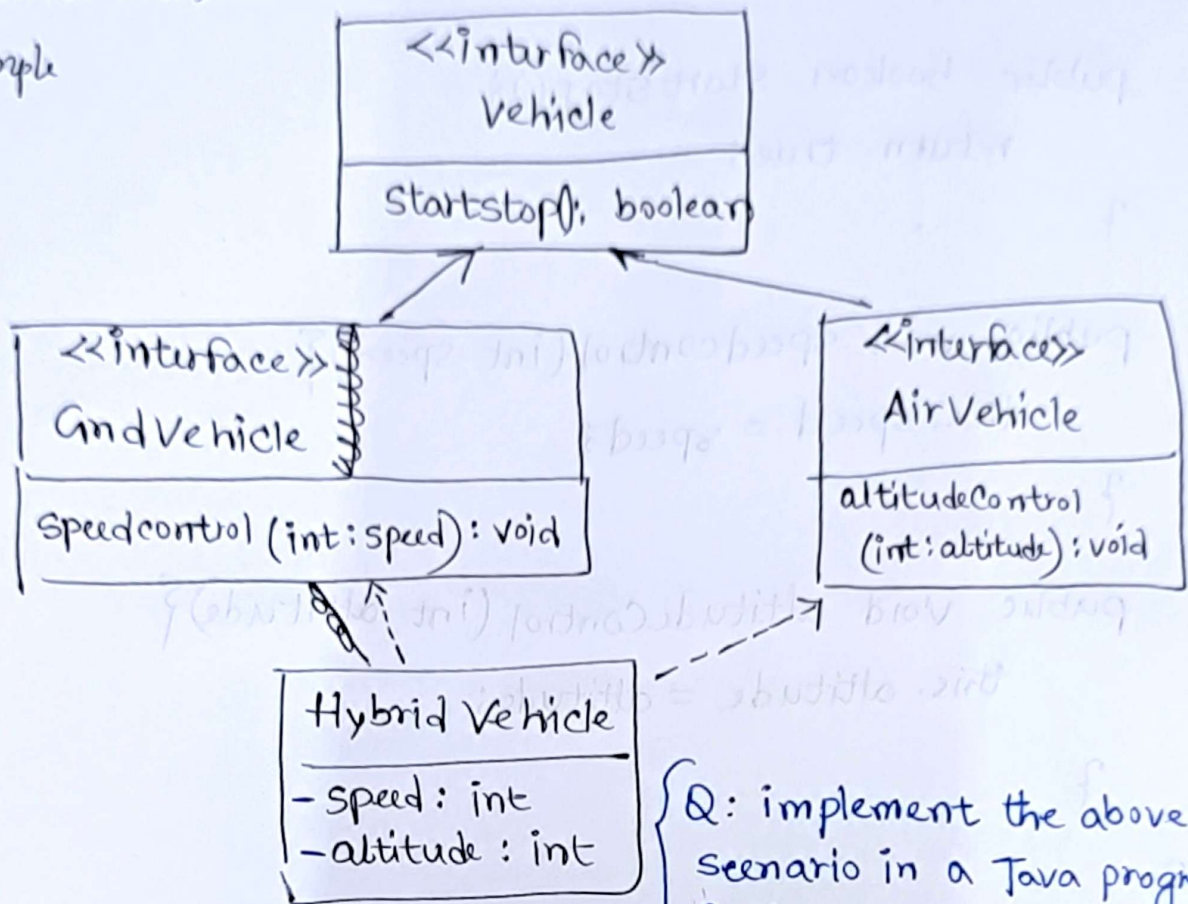 <<interface>>
Vehicle
startstop(): boolean
<<interface>>
GndVehicle
<<interface>>
AirVehicle
speedcontrol (int: speed) : void
altitudeControl
(int: altitude) : void
Hybrid Vehicle
- speed: int
- altitude : int
Q: implement the above
scenario in a Java